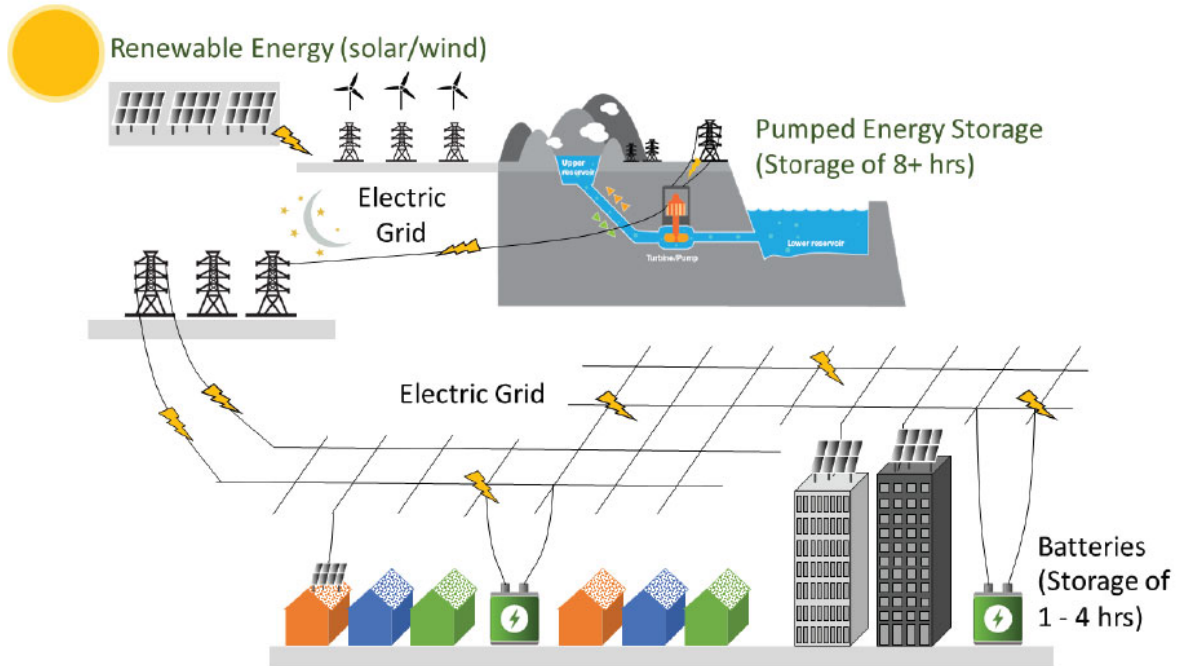 Renewable Energy (solar/wind)
Pumped Energy Storage
(Storage of 8+ hrs)
Upper
reservoir
Electric
Grid
Lower reservoir
Turbine/Pump
Electric Grid
Batteries
(Storage of
1 - 4 hrs)